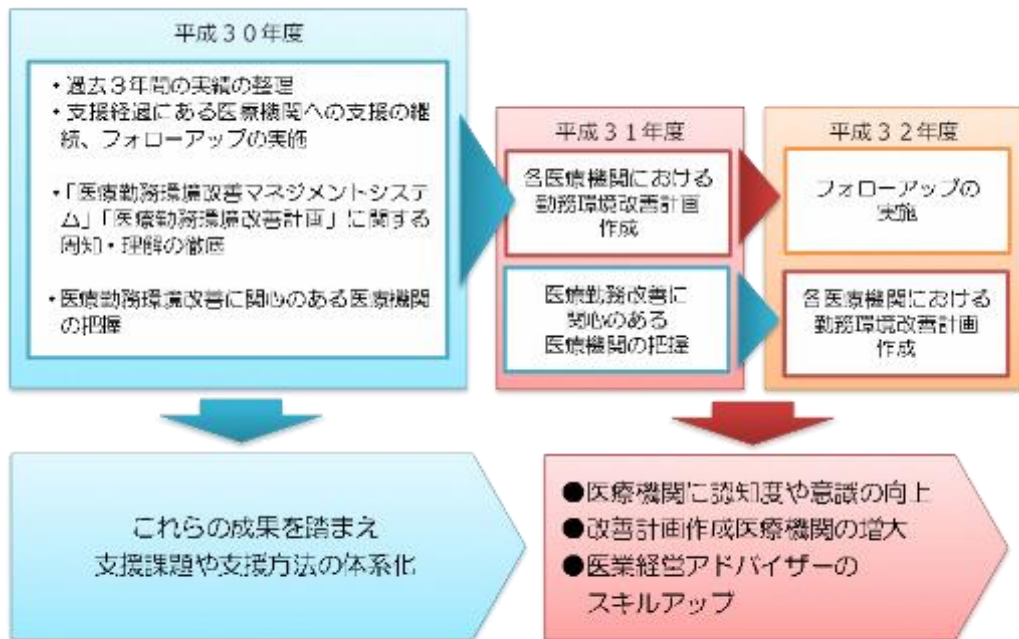 平成30年度
・過去3年間の実績の整理
・支援経過にある医療機関への支援の継
続、フォローアップの実施
・「医療勤務環境改善マネジメントシステ
ム」「医療勤務環境改善計画」に関する
周知・理解の徹底
・医療勤務環境改善に関心のある医療機関
の把握
平成31年度
各医療機関における
勤務環境改善計画
作成
医療勤務改善に
関心のある
医療機関の把握
平成32年度
フォローアップの
実施
各医療機関における
勤務環境改善計画
作成
これらの成果を踏まえ
支援課題や支援方法の体系化
●医療機関に認知度や意識の向上
●改善計画作成医療機関の増大
●医業経営アドバイザーの
スキルアップ